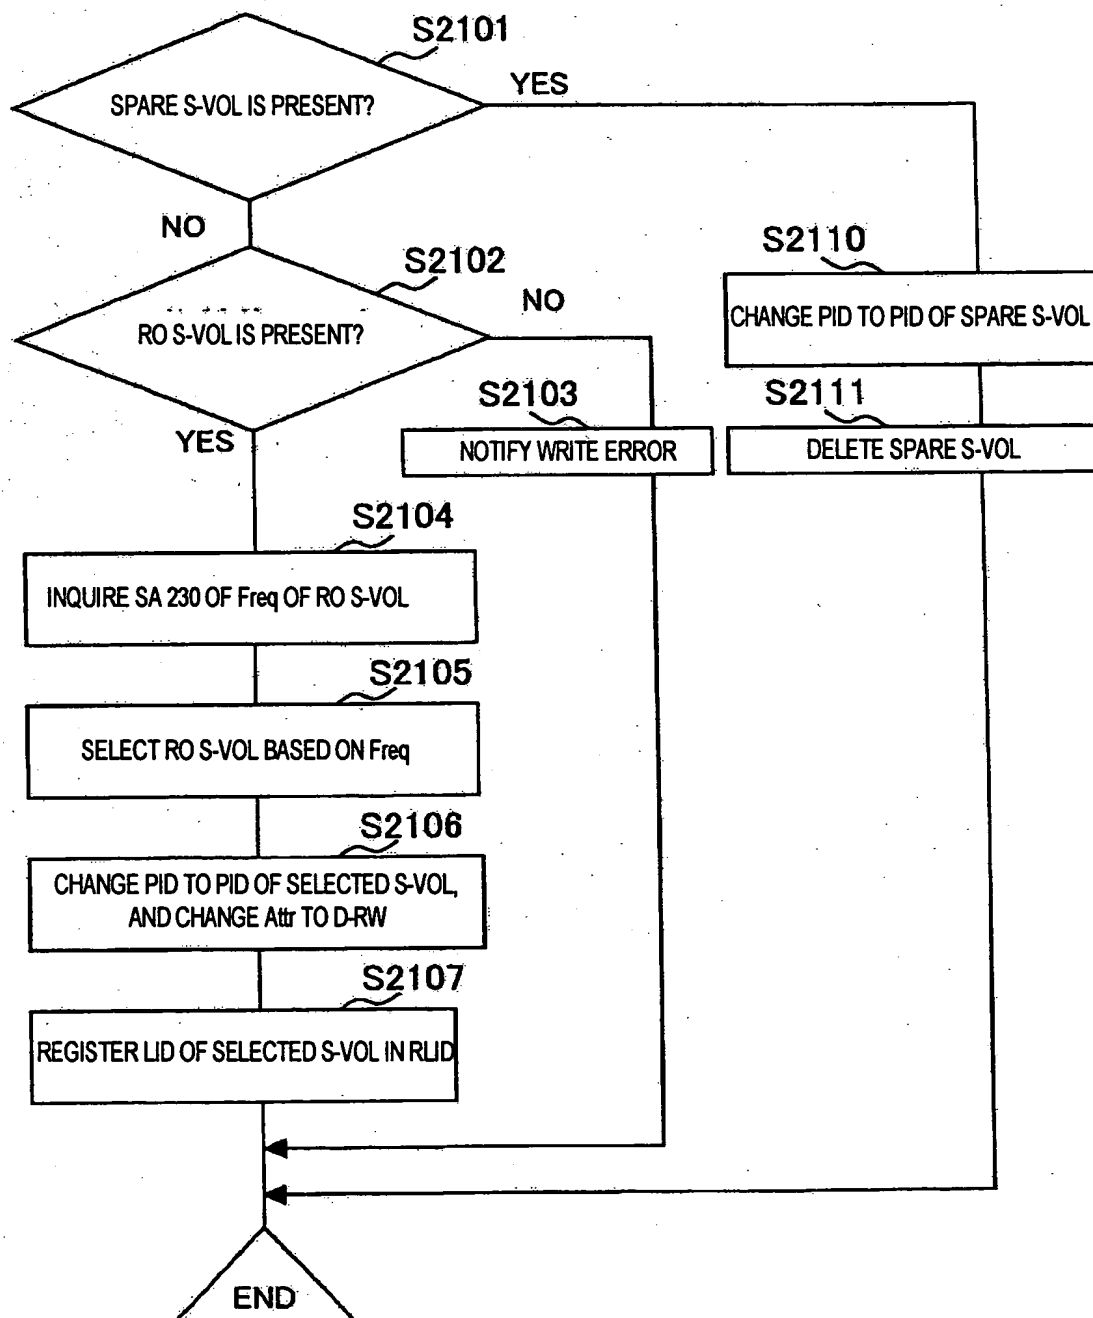 S2101
SPARE S-VOL IS PRESENT?
YES
NO
S2102
RO S-VOL IS PRESENT?
NO
YES
S2110
CHANGE PID TO PID OF SPARE S-VOL
S2103
NOTIFY WRITE ERROR
S2111
DELETE SPARE S-VOL
S2104
INQUIRE SA 230 OF Freq OF RO S-VOL
S2105
SELECT RO S-VOL BASED ON Freq
S2106
CHANGE PID TO PID OF SELECTED S-VOL,
AND CHANGE Attr TO D-RW
S2107
REGISTER LID OF SELECTED S-VOL IN RLID
END